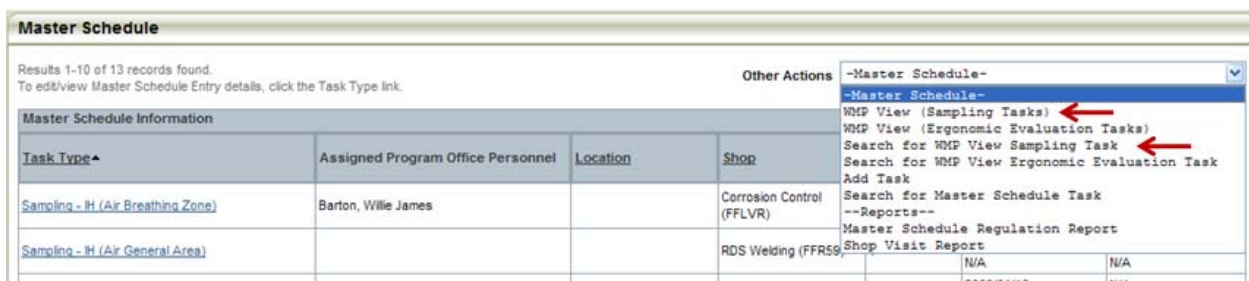 Master Schedule
Results 1-10 of 13 records found.
To edit/view Master Schedule Entry details, click the Task Type link.
Other Actions
-Master Schedule-
-Master Schedule-
WMP View (Sampling Tasks)
WMP View (Ergonomic Evaluation Tasks)
Search for WMP View Sampling Task
Search for WMP View Ergonomic Evaluation Task
Add Task
Search for Master Schedule Task
--Reports--
Master Schedule Regulation Report
Shop Visit Report
Master Schedule Information
Task Type
Assigned Program Office Personnel
Location
Shop
Sampling - IH (Air Breathing Zone)
Barton, Willie James
Corrosion Control
(FFLVR)
Sampling - IH (Air General Area)
RDS Welding (FFR59)
N/A
N/A